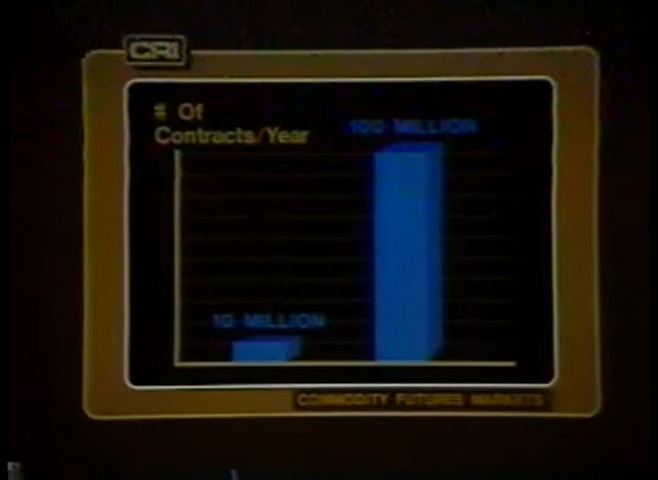 CRI
# Of
Contracts/Year
100 MILLION
10 MILLION
COMMODITY FUTURES MARKETS